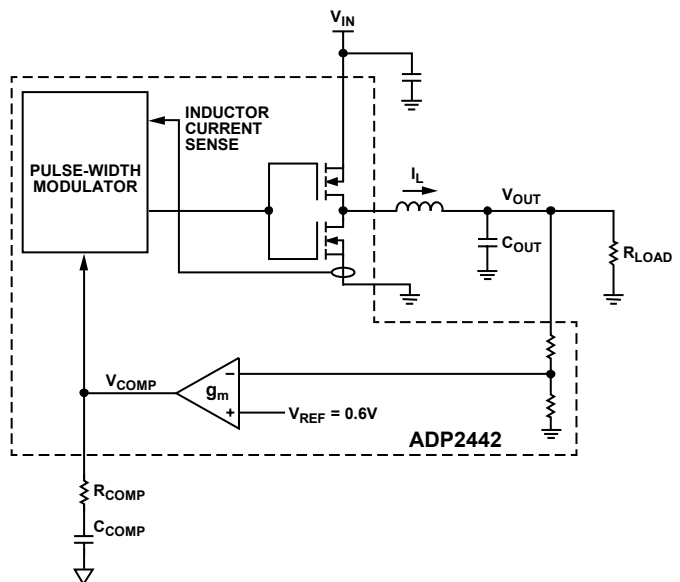 VIN
PULSE-WIDTH
MODULATOR
INDUCTOR
CURRENT
SENSE
IL
VOUT
COUT
RLOAD
VCOMP
gm
–
+
VREF = 0.6V
ADP2442
RCOMP
CCOMP